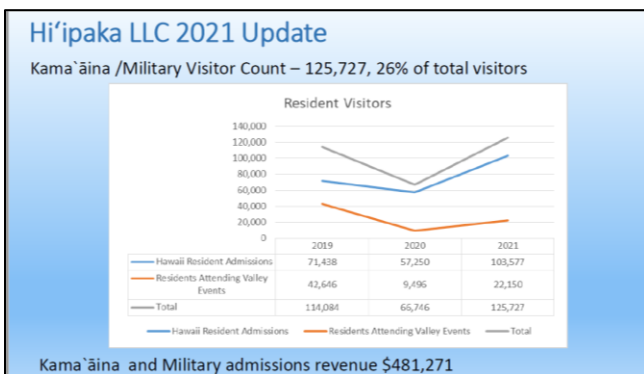 Hi'ipaka LLC 2021 Update
Kama`āina /Military Visitor Count – 125,727, 26% of total visitors
Resident Visitors
140,000
120,000
100,000
80,000
60,000
40,000
20,000
0
2019 2020 2021
Hawaii Resident Admissions 71,438 57,250 103,577
Residents Attending Valley Events 42,646 9,496 22,150
Total 114,084 66,746 125,727
Hawaii Resident Admissions Residents Attending Valley Events Total
Kama`āina and Military admissions revenue $481,271